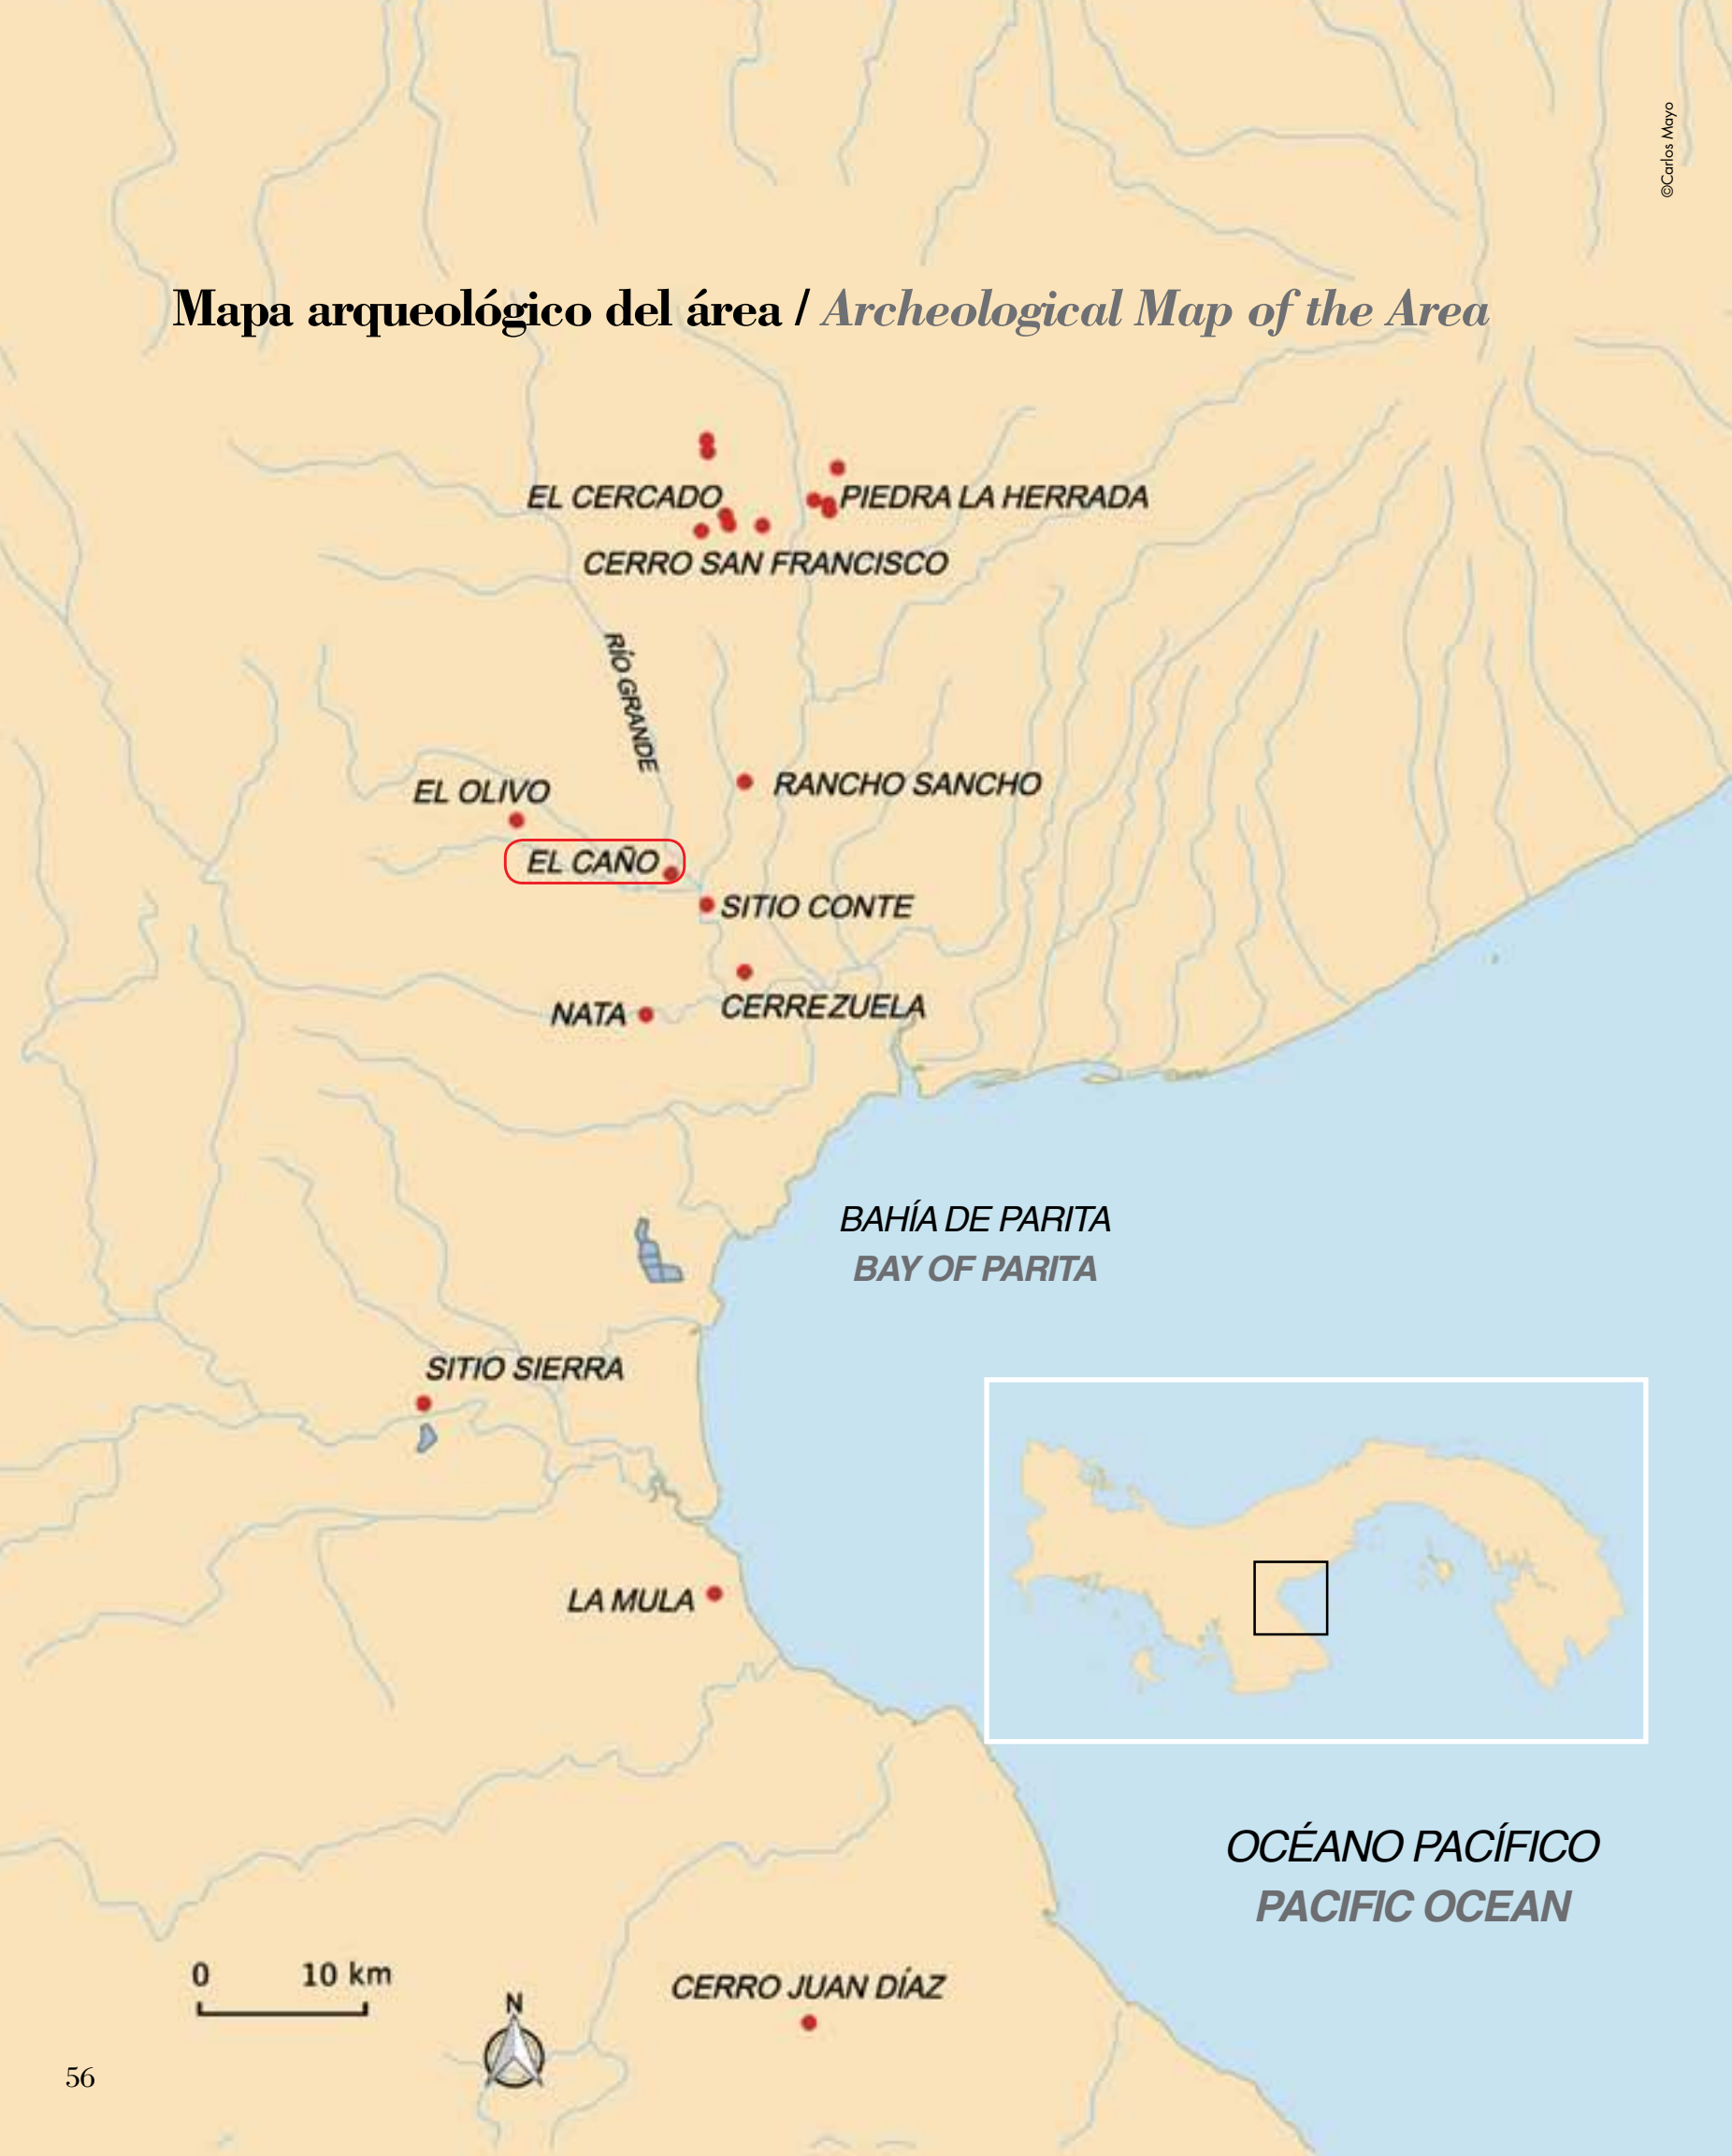 ©Carlos Mayo
Mapa arqueológico del área / Archeological Map of the Area
EL CERCADO
PIEDRA LA HERRADA
CERRO SAN FRANCISCO
RÍO GRANDE
EL OLIVO
RANCHO SANCHO
EL CAÑO
SITIO CONTE
NATA
CERREZUELA
BAHÍA DE PARITA
BAY OF PARITA
SITIO SIERRA
LA MULA
OCÉANO PACÍFICO
PACIFIC OCEAN
0 10 km
N
CERRO JUAN DÍAZ
56